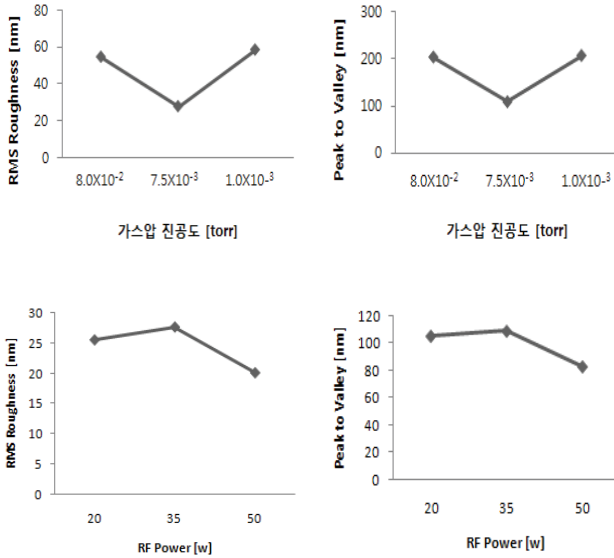 RMS Roughness [nm]
80
60
40
20
0
8.0X10-2
7.5X10-3
1.0X10-3
가스압 진공도 [torr]
Peak to Valley [nm]
300
200
100
0
8.0X10-2
7.5X10-3
1.0X10-3
가스압 진공도 [torr]
RMS Roughness [nm]
30
25
20
15
10
5
0
20
35
50
RF Power [w]
Peak to Valley [nm]
120
100
80
60
40
20
0
20
35
50
RF Power [w]